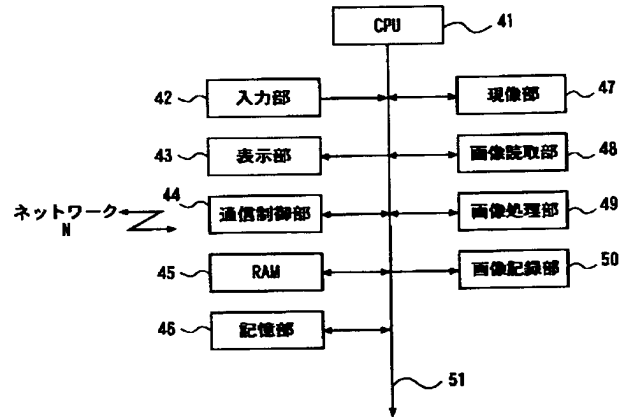 CPU
41
42
入力部
現像部
47
43
表示部
画像読取部
48
ネットワーク
N
44
通信制御部
画像処理部
49
45
RAM
画像記録部
50
46
記憶部
51